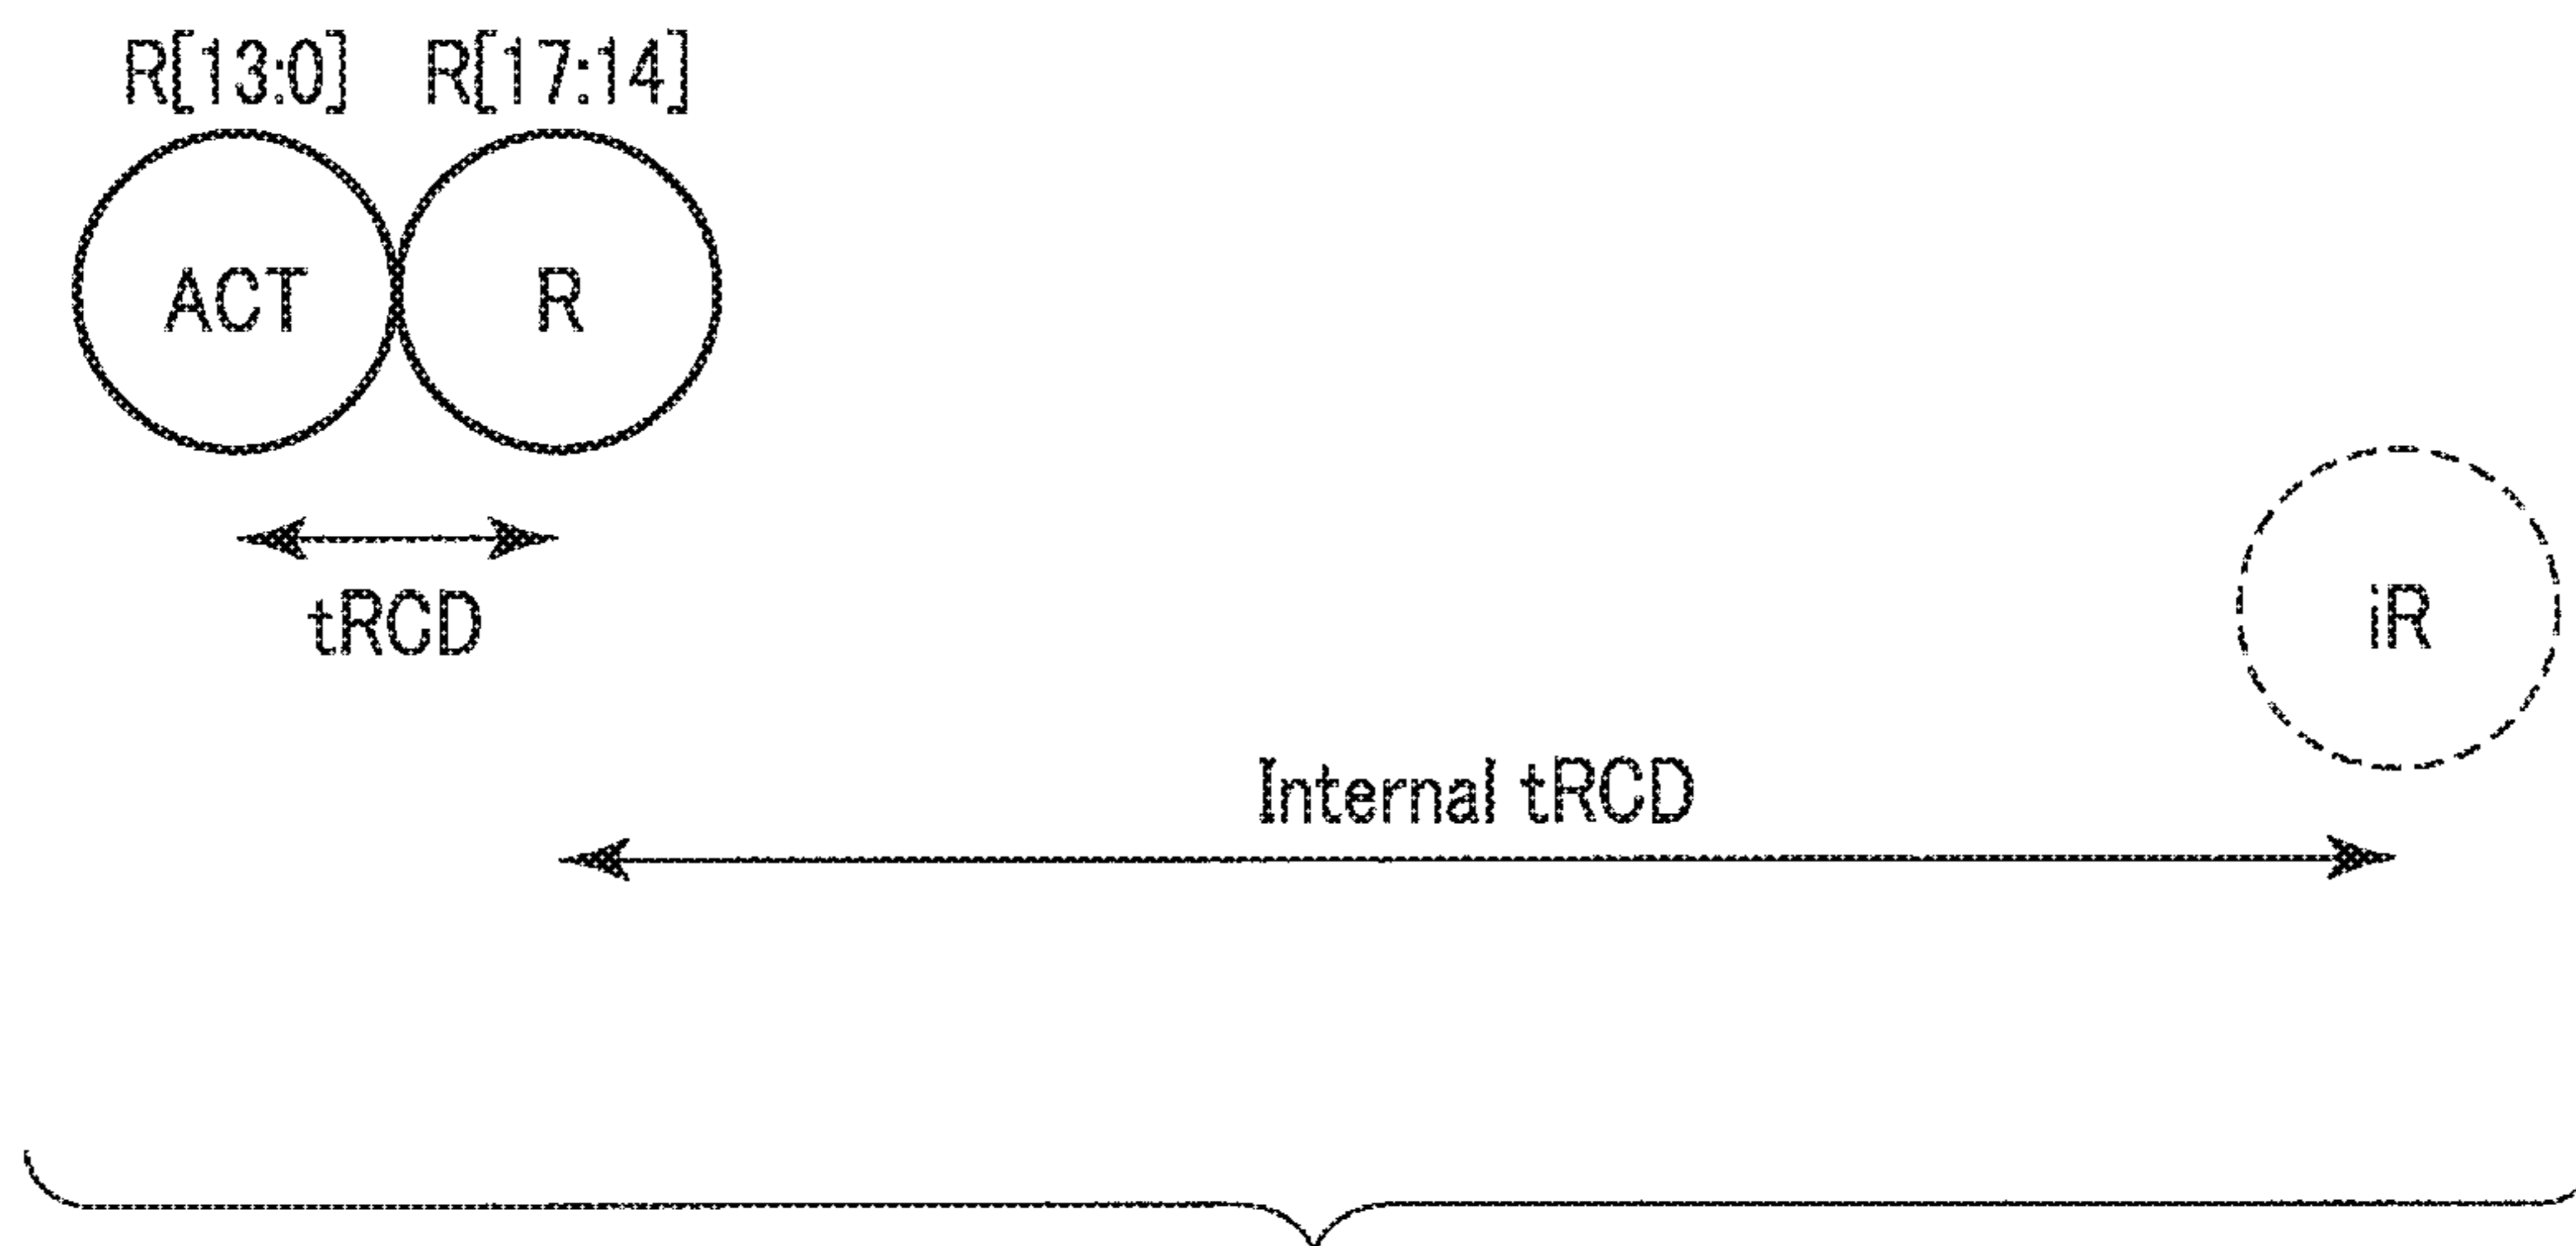 R[13:0] R[17:14]
ACT R
tRCD
iR
Internal tRCD